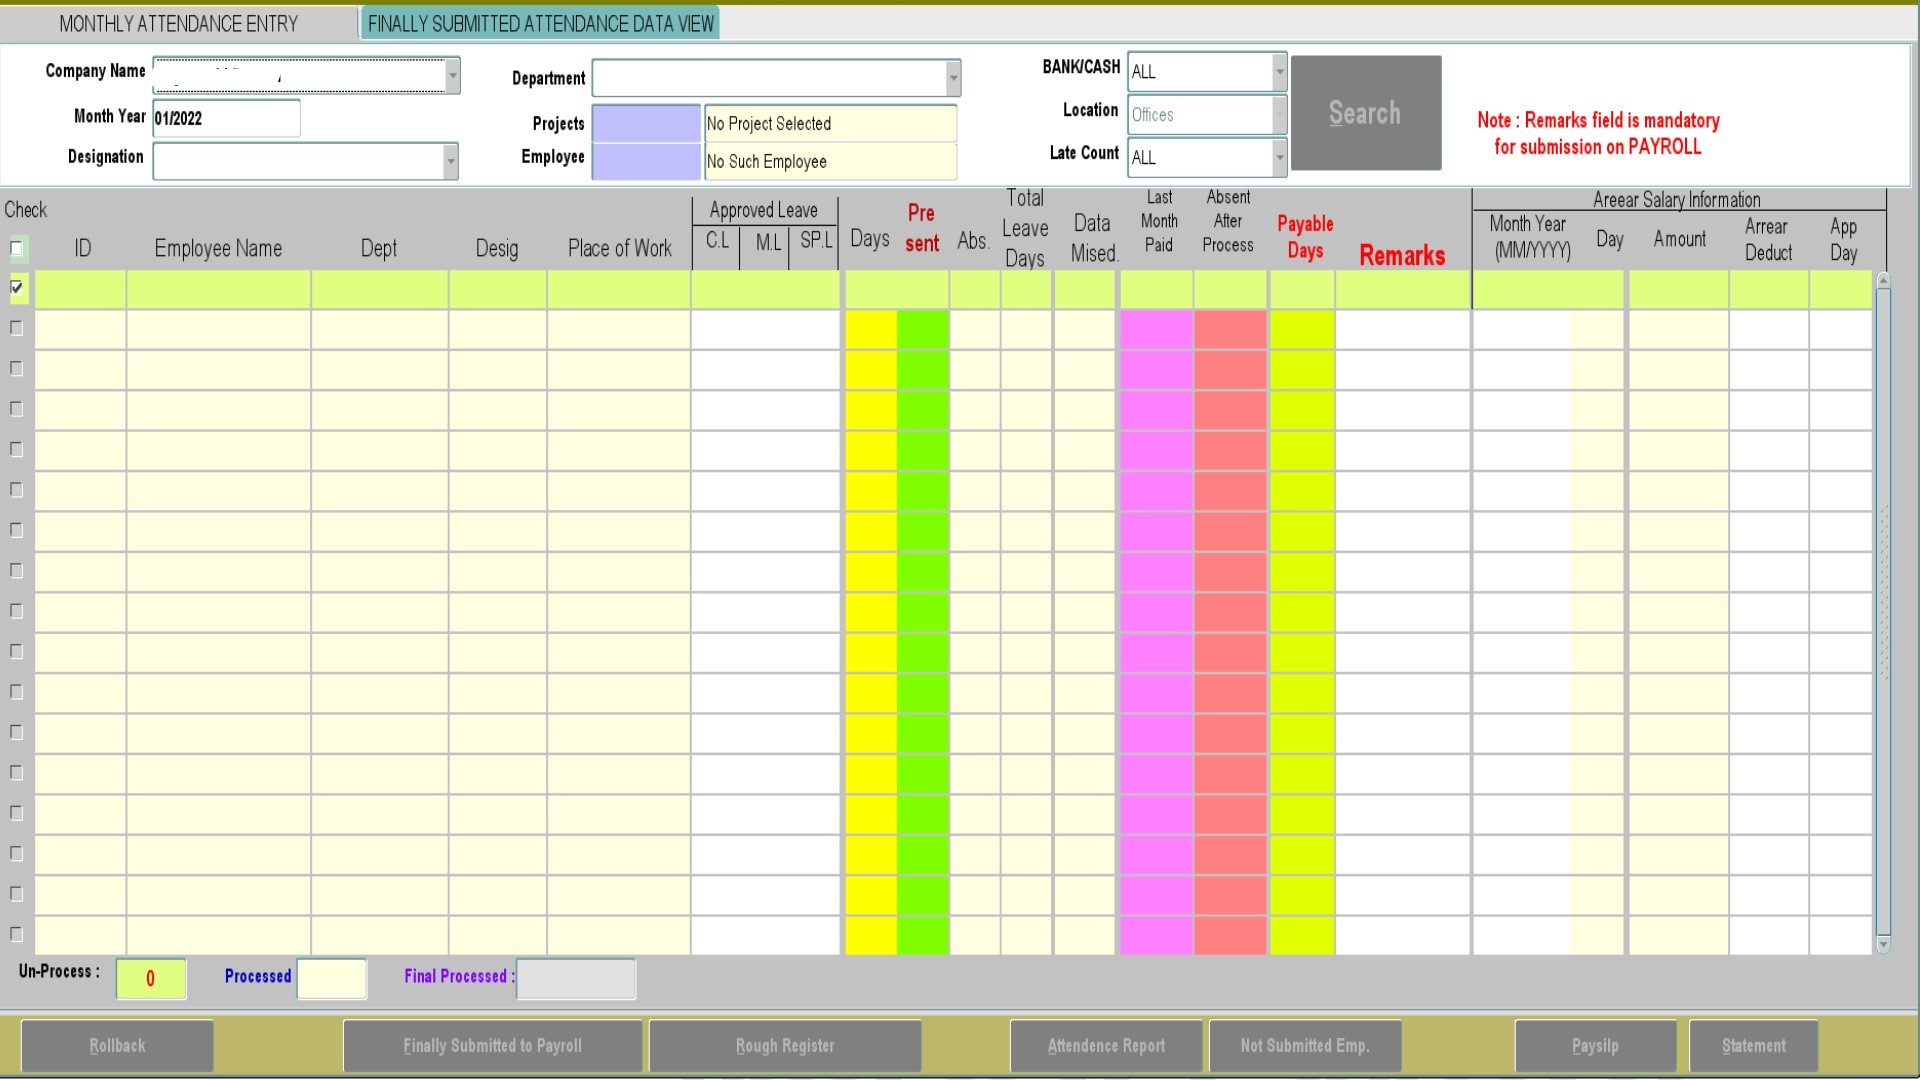 MONTHLY ATTENDANCE ENTRY
FINALLY SUBMITTED ATTENDANCE DATA VIEW
Company Name
Department
BANK/CASH ALL
Month Year 01/2022
Projects No Project Selected
Location Offices
Designation
Employee No Such Employee
Late Count ALL
Search
Note : Remarks field is mandatory
for submission on PAYROLL
Check
ID
Employee Name
Dept
Desig
Place of Work
Approved Leave
C.L
M.L
SP.L
Days
Pre
sent
Abs.
Total
Leave
Days
Data
Mised.
Last
Month
Paid
Absent
After
Process
Payable
Days
Remarks
Areear Salary Information
Month Year
(MM/YYYY)
Day
Amount
Arrear
Deduct
App
Day
Un-Process : 0
Processed
Final Processed :
Rollback
Finally Submitted to Payroll
Rough Register
Attendence Report
Not Submitted Emp.
Paysilp
Statement